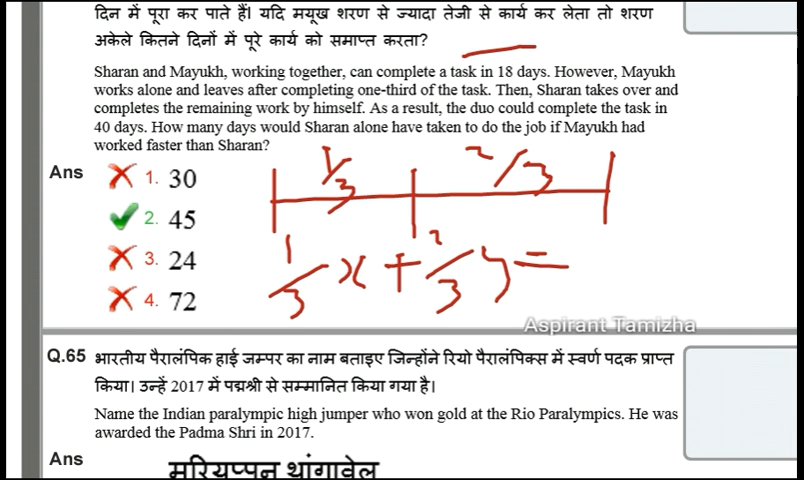 दिन में पूरा कर पाते हैं। यदि मयूख शरण से ज्यादा तेजी से कार्य कर लेता तो शरण
अकेले कितने दिनों में पूरे कार्य को समाप्त करता?
Sharan and Mayukh, working together, can complete a task in 18 days. However, Mayukh
works alone and leaves after completing one-third of the task. Then, Sharan takes over and
completes the remaining work by himself. As a result, the duo could complete the task in
40 days. How many days would Sharan alone have taken to do the job if Mayukh had
worked faster than Sharan?
Ans
1. 30
2. 45
3. 24
4. 72
1/3 2/3
1/3 x + 2/3 y =
Aspirant Tamizha
Q.65 भारतीय पैरालंपिक हाई जम्पर का नाम बताइए जिन्होंने रियो पैरालंपिक्स में स्वर्ण पदक प्राप्त
किया। उन्हें 2017 में पद्मश्री से सम्मानित किया गया है।
Name the Indian paralympic high jumper who won gold at the Rio Paralympics. He was
awarded the Padma Shri in 2017.
Ans
मरियप्पन थांगावेल